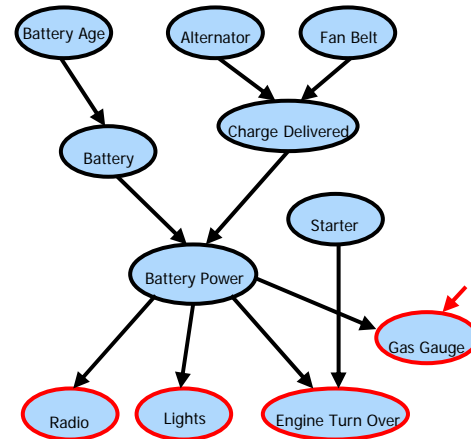 Battery Age
Alternator
Fan Belt
Charge Delivered
Battery
Starter
Battery Power
Gas Gauge
Radio
Lights
Engine Turn Over